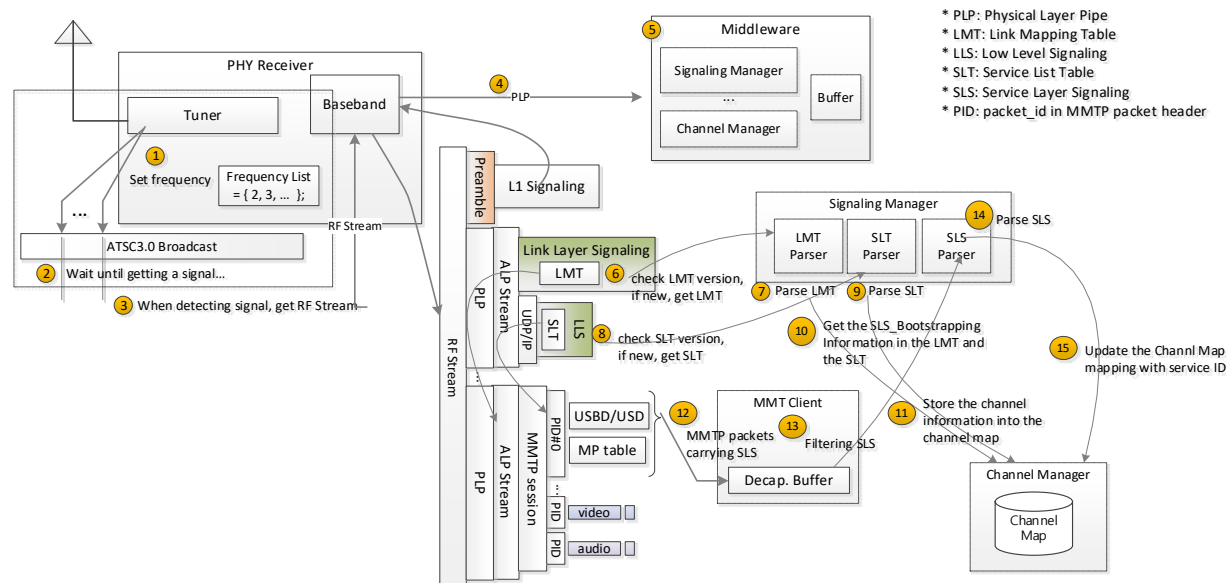 * PLP: Physical Layer Pipe
* LMT: Link Mapping Table
* LLS: Low Level Signaling
* SLT: Service List Table
* SLS: Service Layer Signaling
* PID: packet_id in MMTP packet header
PHY Receiver
Tuner
Baseband
1
Set frequency
Frequency List
= { 2, 3, ... };
...
RF Stream
ATSC3.0 Broadcast
2
Wait until getting a signal...
3
When detecting signal, get RF Stream
4
PLP
5
Middleware
Signaling Manager
...
Channel Manager
Buffer
RF Stream
Preamble
L1 Signaling
PLP
ALP Stream
Link Layer Signaling
LMT
6
check LMT version,
if new, get LMT
UDP/IP
SLT
LLS
8
check SLT version,
if new, get SLT
...
PLP
ALP Stream
MMTP session
PID#0
USBD/USD
MP table
...
PID
video
PID
audio
12
MMTP packets
carrying SLS
MMT Client
13
Filtering SLS
Decap. Buffer
Signaling Manager
LMT
Parser
SLT
Parser
SLS
Parser
14
Parse SLS
7
Parse LMT
9
Parse SLT
10
Get the SLS_Bootstrapping
Information in the LMT and
the SLT
11
Store the channel
information into the
channel map
15
Update the Channl Map
mapping with service ID
Channel Manager
Channel
Map